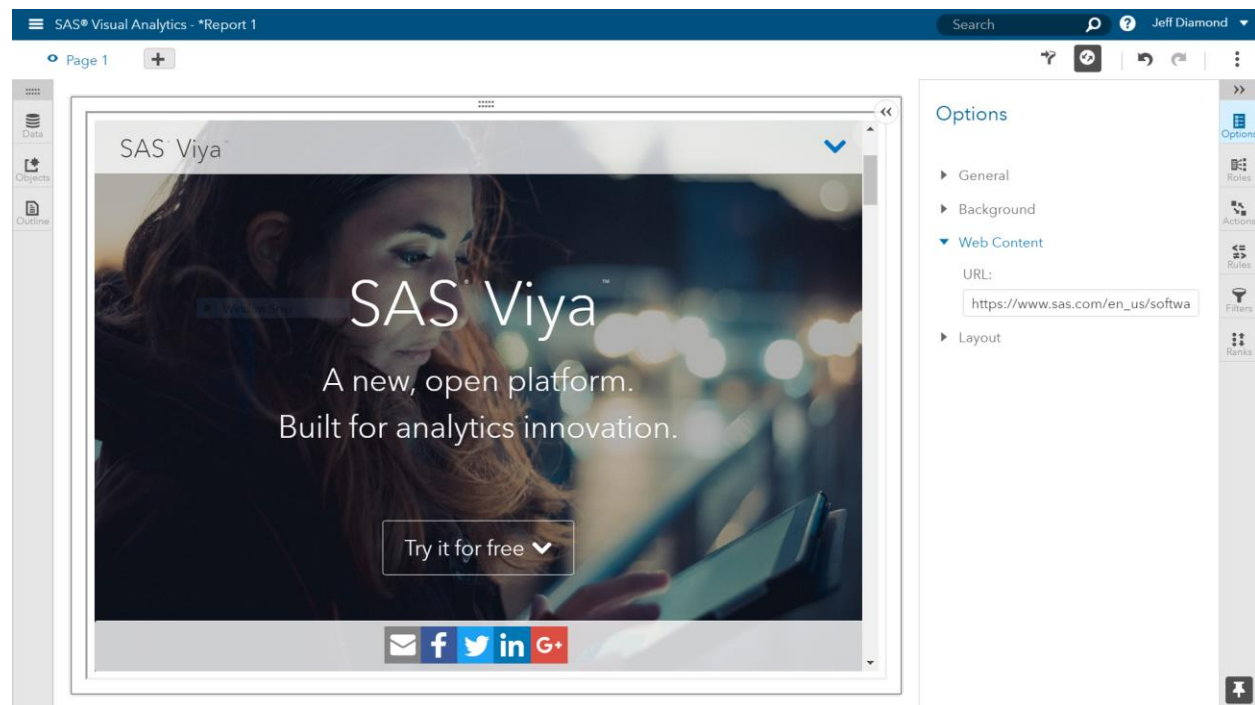 SAS® Visual Analytics - *Report 1
Search
Jeff Diamond
Page 1
Data
Objects
Outline
SAS® Viya™
SAS® Viya™
A new, open platform.
Built for analytics innovation.
Try it for free
f
in
G+
Options
General
Background
Web Content
URL:
https://www.sas.com/en_us/softwa
Layout
Options
Roles
Actions
Rules
Filters
Ranks